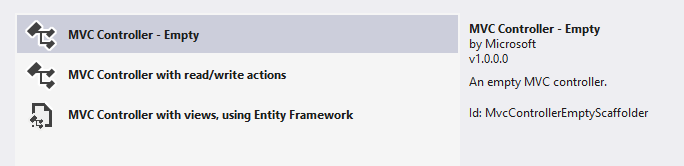 MVC Controller - Empty
MVC Controller with read/write actions
MVC Controller with views, using Entity Framework
MVC Controller - Empty
by Microsoft
v1.0.0.0
An empty MVC controller.
Id: MvcControllerEmptyScaffolder